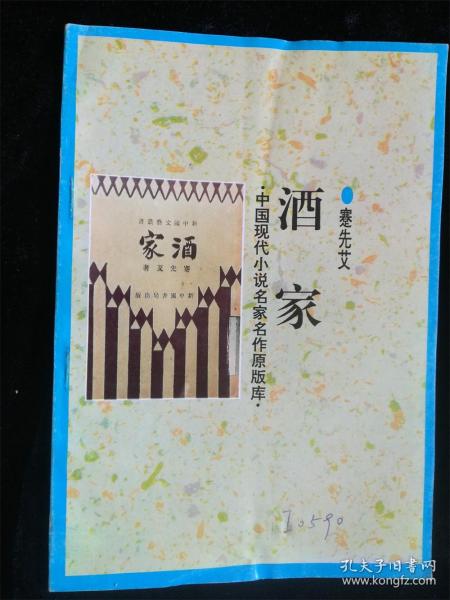 蹇先艾
酒家
·中国现代小说名家名作原版库·
新中国文艺丛书
酒家
蹇先艾著
新中国书局出版
I0590
孔夫子旧书网
www.kongfz.com